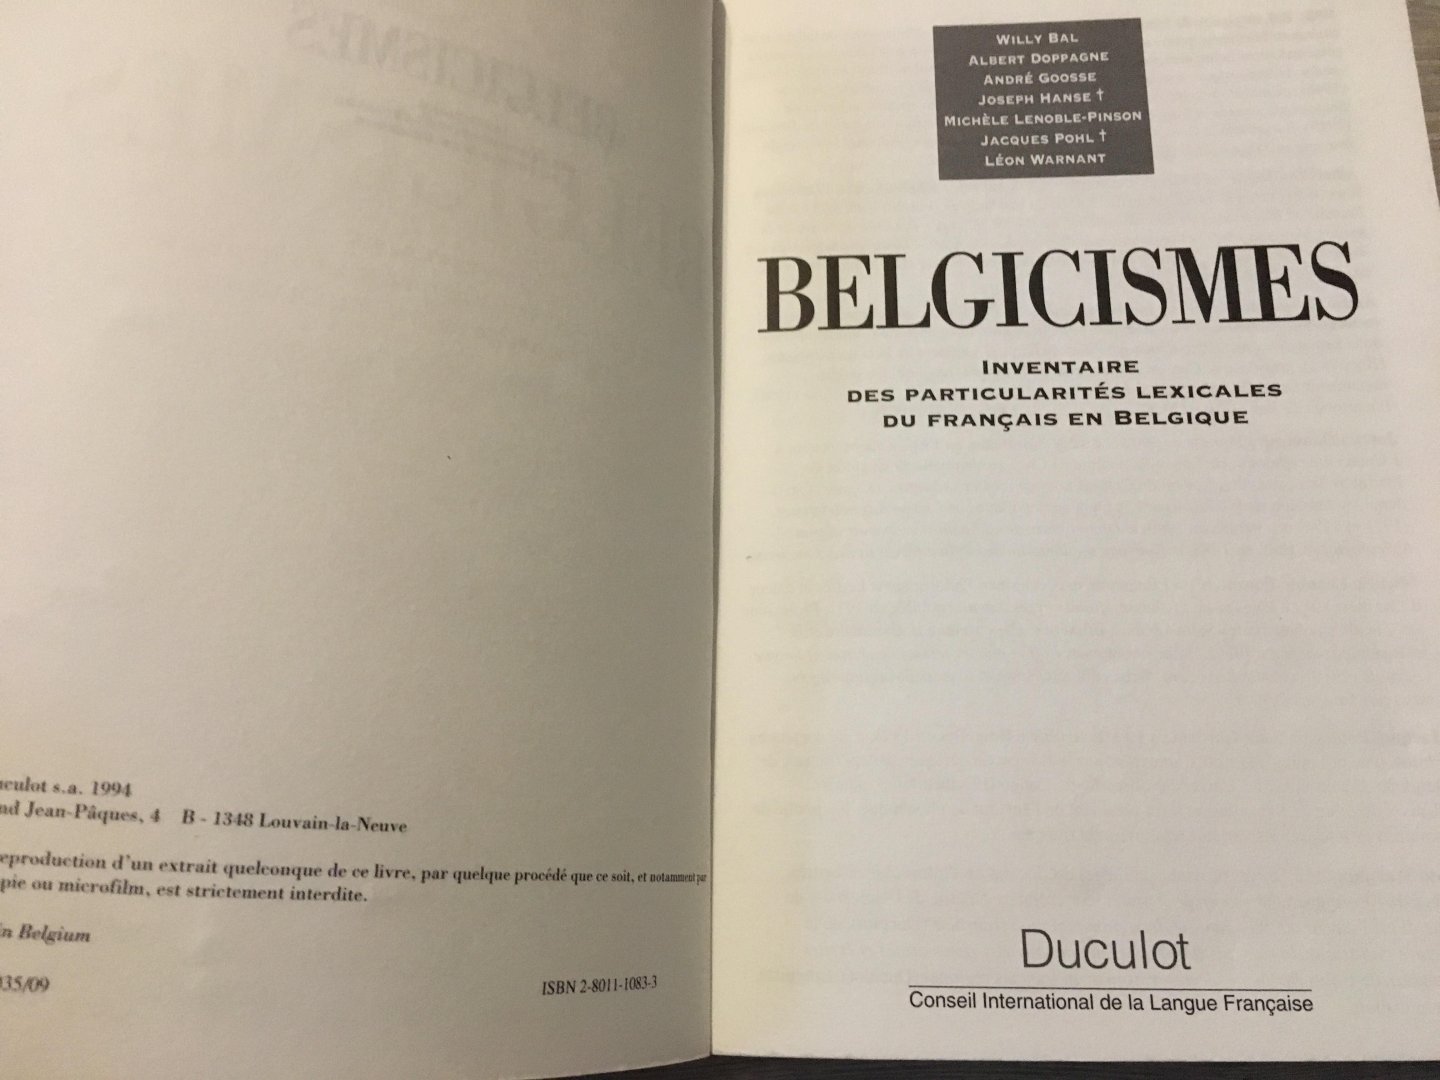 uculot s.a. 1994
nd Jean-Pâques, 4 B - 1348 Louvain-la-Neuve
eproduction d'un extrait quelconque de ce livre, par quelque procédé que ce soit, et notamment par
pie ou microfilm, est strictement interdite.
in Belgium
035/09
ISBN 2-8011-1083-3
WILLY BAL
ALBERT DOPPAGNE
ANDRÉ GOOSSE
JOSEPH HANSE †
MICHÈLE LENOBLE-PINSON
JACQUES POHL †
LÉON WARNANT
BELGICISMES
INVENTAIRE
DES PARTICULARITÉS LEXICALES
DU FRANÇAIS EN BELGIQUE
Duculot
Conseil International de la Langue Française